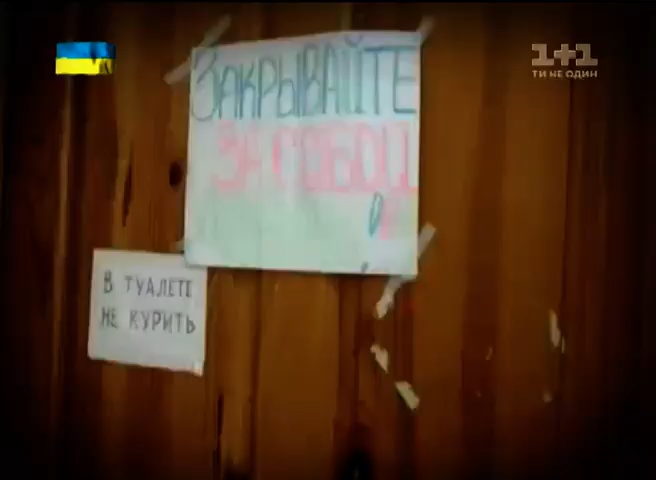 1+1
ТИ НЕ ОДИН
ЗАКРЫВАЙТЕ
ЗА СОБОЙ
В ТУАЛЕТЕ
НЕ КУРИТЬ